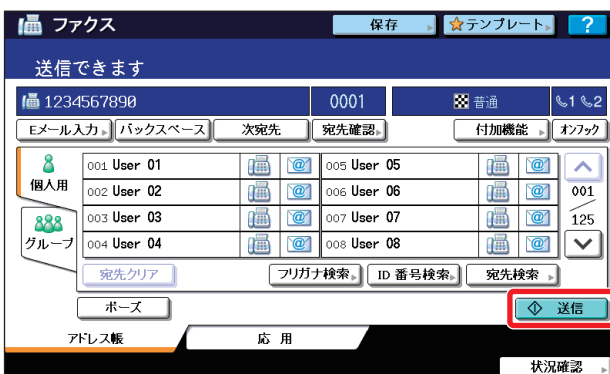 ファクス 保存 テンプレート ?
送信できます
1234567890 0001 普通 1 2
Eメール入力 バックスペース 次宛先 宛先確認 付加機能 オンフック
個人用 001 User 01 @ 005 User 05 @
002 User 02 @ 006 User 06 @ 001
グループ 003 User 03 @ 007 User 07 @ 125
004 User 04 @ 008 User 08 @
宛先クリア フリガナ検索 ID 番号検索 宛先検索
ポーズ 送信
アドレス帳 応用
状況確認